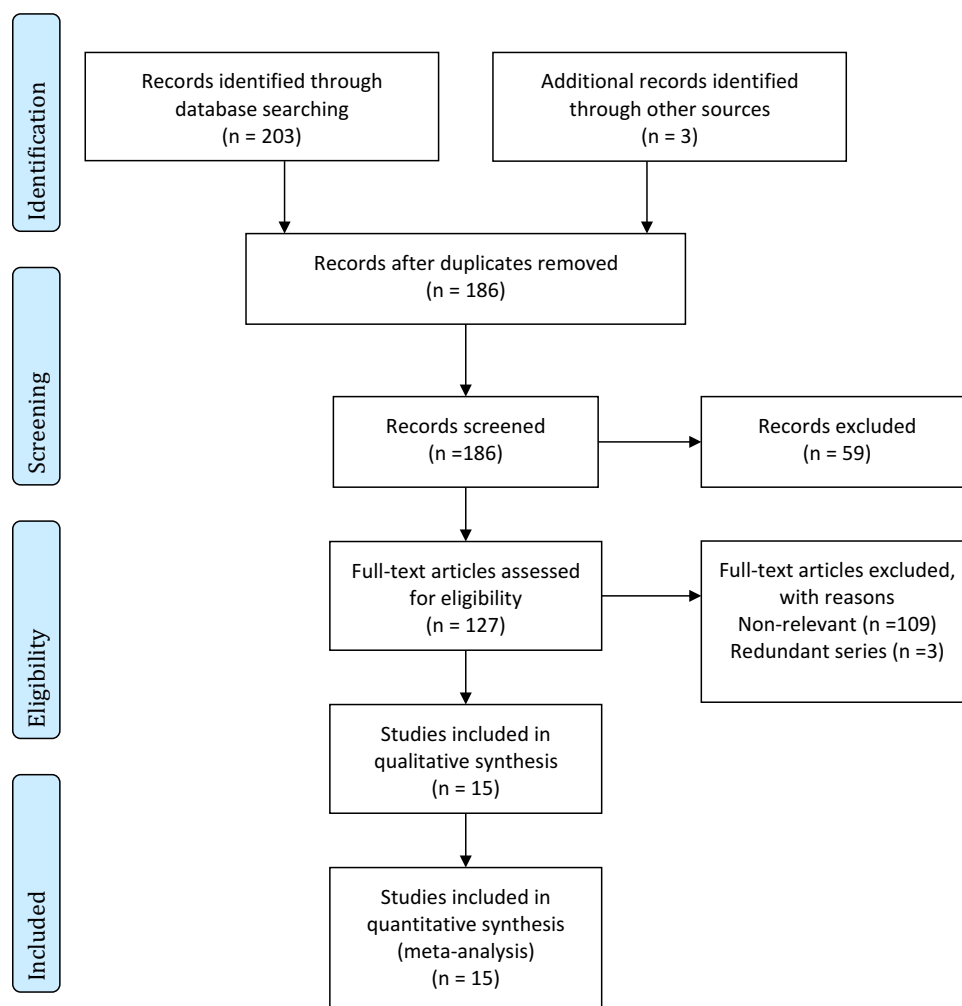 Identification
Records identified through
database searching
(n = 203)
Additional records identified
through other sources
(n = 3)
Records after duplicates removed
(n = 186)
Screening
Records screened
(n =186)
Records excluded
(n = 59)
Eligibility
Full-text articles assessed
for eligibility
(n = 127)
Full-text articles excluded,
with reasons
Non-relevant (n =109)
Redundant series (n =3)
Studies included in
qualitative synthesis
(n = 15)
Included
Studies included in
quantitative synthesis
(meta-analysis)
(n = 15)